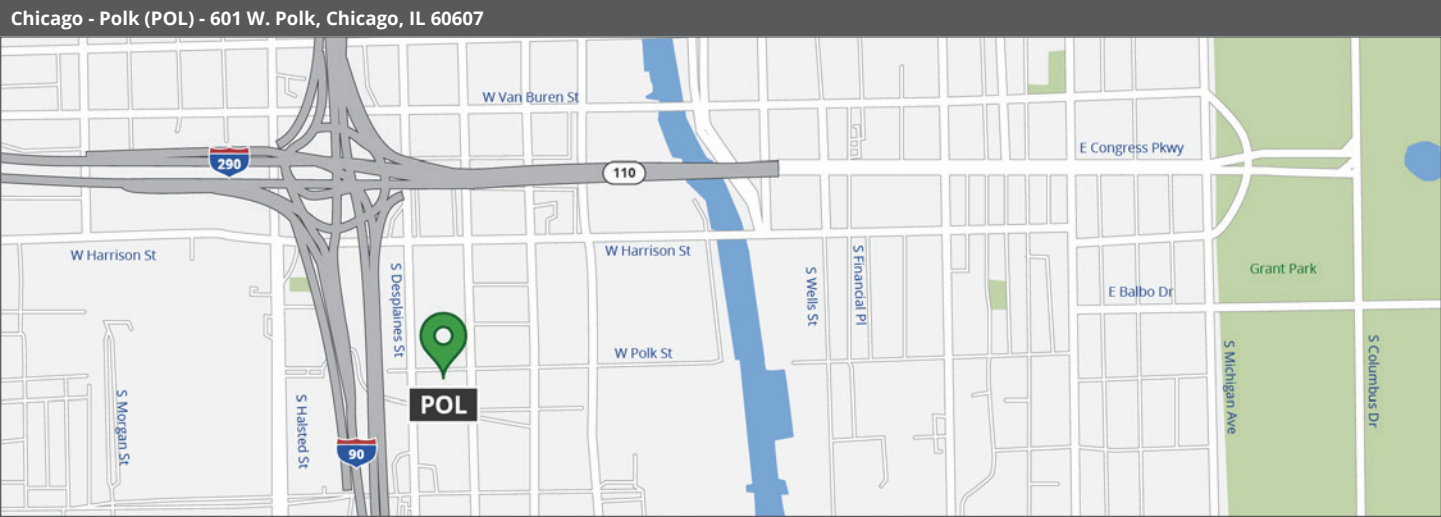 Chicago - Polk (POL) - 601 W. Polk, Chicago, IL 60607
W Van Buren St
E Congress Pkwy
290
110
W Harrison St
W Harrison St
S Desplaines St
S Wells St
S Financial Pl
Grant Park
E Balbo Dr
W Polk St
S Michigan Ave
S Columbus Dr
POL
S Morgan St
S Halsted St
90